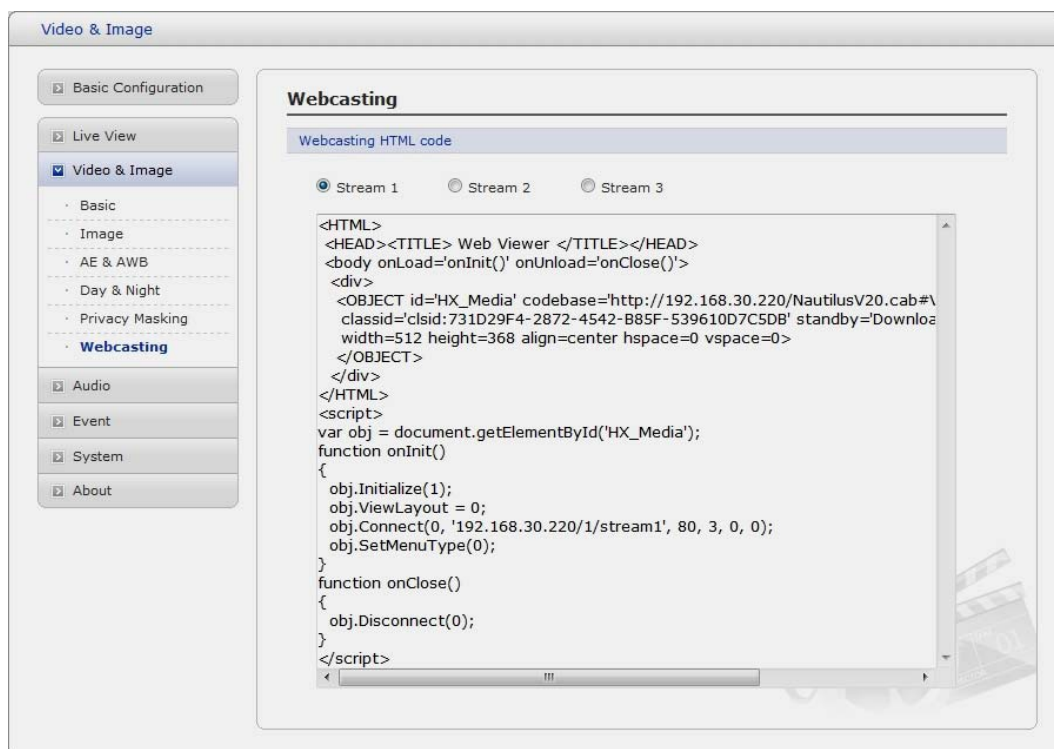 Video & Image
Basic Configuration
Live View
Video & Image
· Basic
· Image
· AE & AWB
· Day & Night
· Privacy Masking
· Webcasting
Audio
Event
System
About
Webcasting
Webcasting HTML code
Stream 1 Stream 2 Stream 3
<HTML>
<HEAD><TITLE> Web Viewer </TITLE></HEAD>
<body onLoad='onInit()' onUnload='onClose()'>
<div>
<OBJECT id='HX_Media' codebase='http://192.168.30.220/NautilusV20.cab#\
classid='clsid:731D29F4-2872-4542-B85F-539610D7C5DB' standby='Downloa
width=512 height=368 align=center hspace=0 vspace=0>
</OBJECT>
</div>
</HTML>
<script>
var obj = document.getElementById('HX_Media');
function onInit()
{
obj.Initialize(1);
obj.ViewLayout = 0;
obj.Connect(0, '192.168.30.220/1/stream1', 80, 3, 0, 0);
obj.SetMenuType(0);
}
function onClose()
{
obj.Disconnect(0);
}
</script>
01